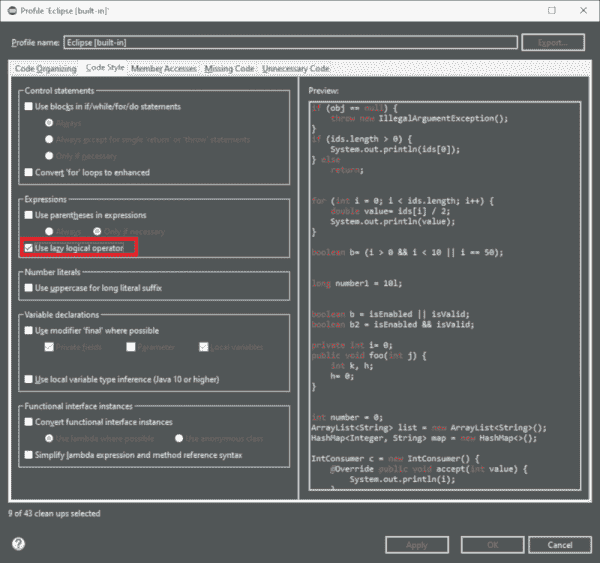 Profile 'Eclipse [built-in]'
Profile name: Eclipse [built-in] Export...
Code Organizing Code Style Member Accesses Missing Code Unnecessary Code
Control statements
Use blocks in if/while/for/do statements
Always
Always except for single 'return' or 'throw' statements
Only if necessary
Convert 'for' loops to enhanced
Expressions
Use parentheses in expressions
Always Only if necessary
Use lazy logical operator
Number literals
Use uppercase for long literal suffix
Variable declarations
Use modifier 'final' where possible
Private fields Parameter Local variables
Use local variable type inference (Java 10 or higher)
Functional interface instances
Convert functional interface instances
Use lambda where possible Use anonymous class
Simplify lambda expression and method reference syntax
Preview:
if (obj == null) {
throw new IllegalArgumentException();
}
if (ids.length > 0) {
System.out.println(ids[0]);
} else
return;
for (int i = 0; i < ids.length; i++) {
double value= ids[i] / 2;
System.out.println(value);
}
boolean b= (i > 0 && i < 10 || i == 50);
long number1 = 10l;
boolean b = isEnabled || isValid;
boolean b2 = isEnabled && isValid;
private int i= 0;
public void foo(int j) {
int k, h;
h= 0;
}
int number = 0;
ArrayList<String> list = new ArrayList<String>();
HashMap<Integer, String> map = new HashMap<>();
IntConsumer c = new IntConsumer() {
@Override public void accept(int value) {
System.out.println(i);
}
9 of 43 clean ups selected
? Apply OK Cancel